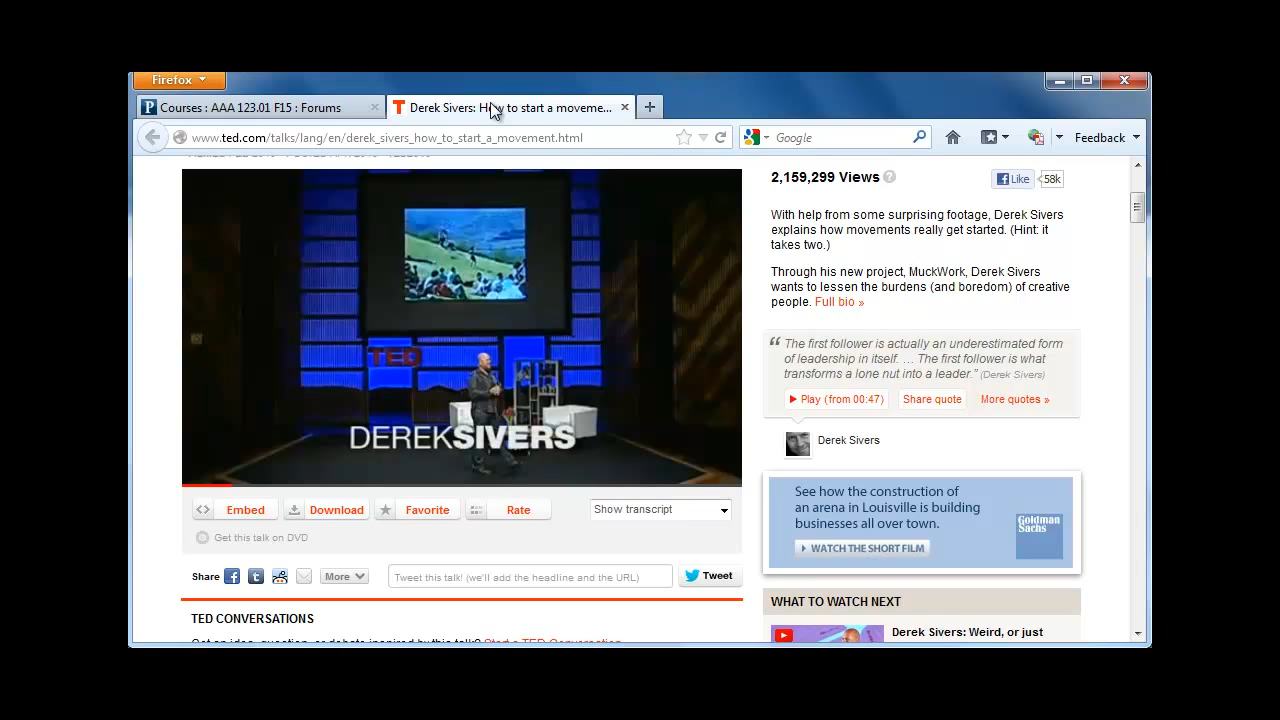 Firefox
Courses : AAA 123.01 F15 : Forums
Derek Sivers: How to start a moveme...
www.ted.com/talks/lang/en/derek_sivers_how_to_start_a_movement.html
Google
Feedback
TED
DEREKSIVERS
2,159,299 Views
Like
58k
With help from some surprising footage, Derek Sivers
explains how movements really get started. (Hint: it
takes two.)
Through his new project, MuckWork, Derek Sivers
wants to lessen the burdens (and boredom) of creative
people. Full bio »
“ The first follower is actually an underestimated form
of leadership in itself. … The first follower is what
transforms a lone nut into a leader.” (Derek Sivers)
Play (from 00:47)
Share quote
More quotes »
Derek Sivers
Embed
Download
Favorite
Rate
Show transcript
Get this talk on DVD
See how the construction of
an arena in Louisville is building
businesses all over town.
WATCH THE SHORT FILM
Goldman
Sachs
Share
More
Tweet this talk! (we'll add the headline and the URL)
Tweet
TED CONVERSATIONS
WHAT TO WATCH NEXT
Derek Sivers: Weird, or just